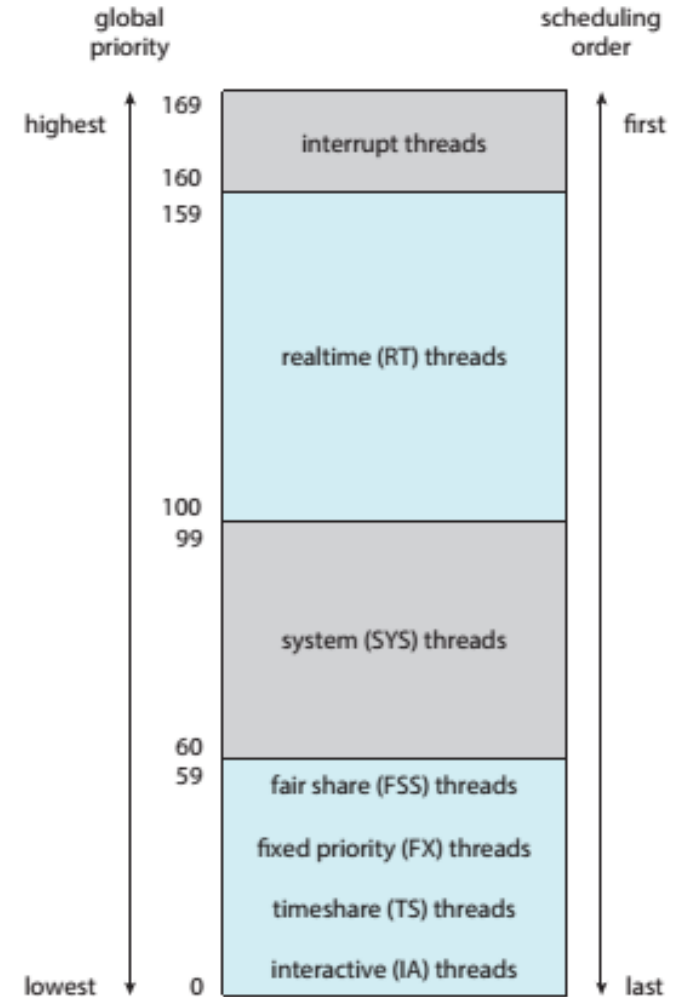 global
priority
scheduling
order
169
highest
first
interrupt threads
160
159
realtime (RT) threads
100
99
system (SYS) threads
60
59
fair share (FSS) threads
fixed priority (FX) threads
timeshare (TS) threads
interactive (IA) threads
lowest
0
last